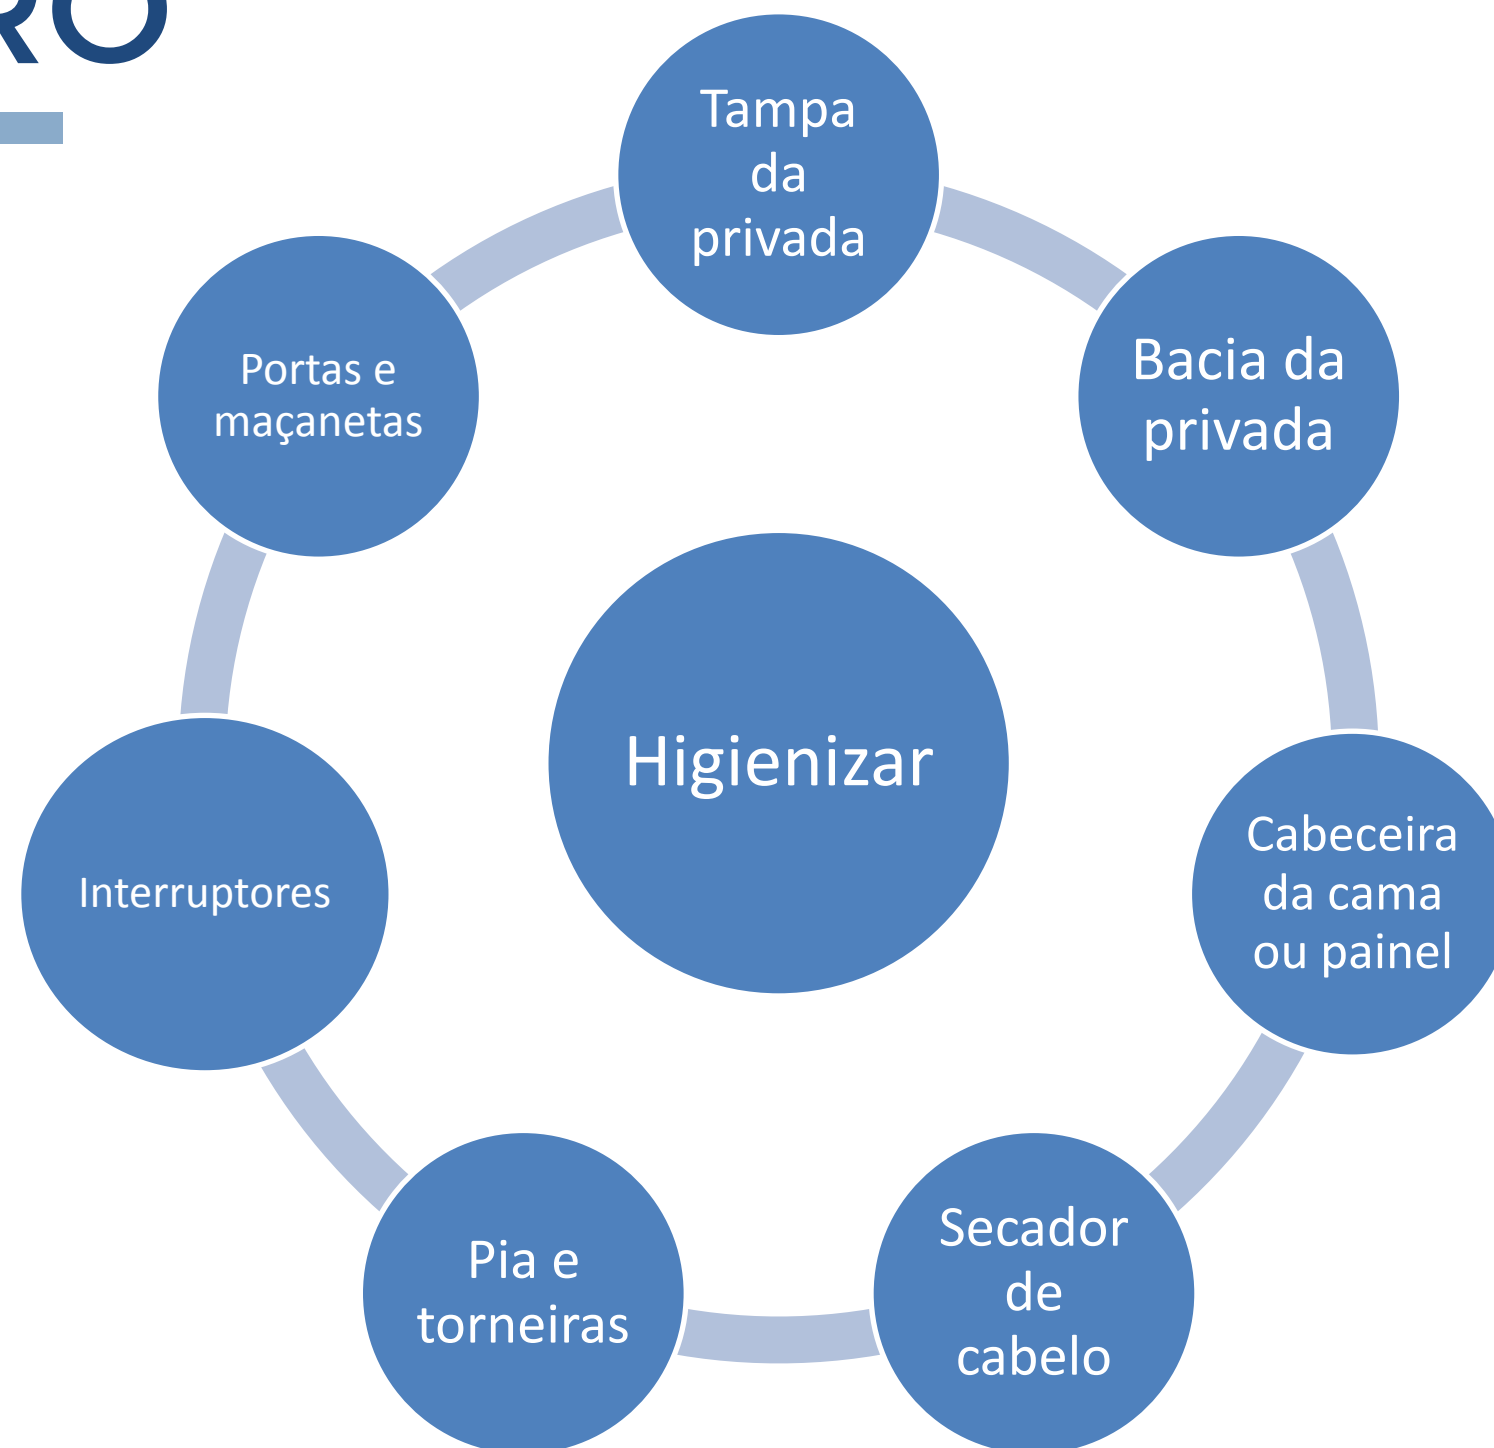 RO
Tampa
da
privada
Bacia da
privada
Cabeceira
da cama
ou painel
Secador
de
cabelo
Pia e
torneiras
Interruptores
Portas e
maçanetas
Higienizar